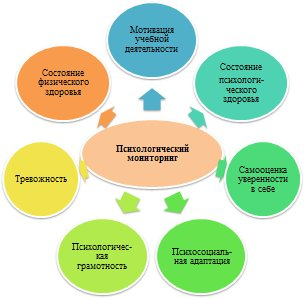 Мотивация
учебной
деятельности
Состояние
психологи-
ческого
здоровья
Самооценка
уверенности
в себе
Психосоциаль-
ная адаптация
Психологичес-
кая
грамотность
Тревожность
Состояние
физического
здоровья
Психологический
мониторинг